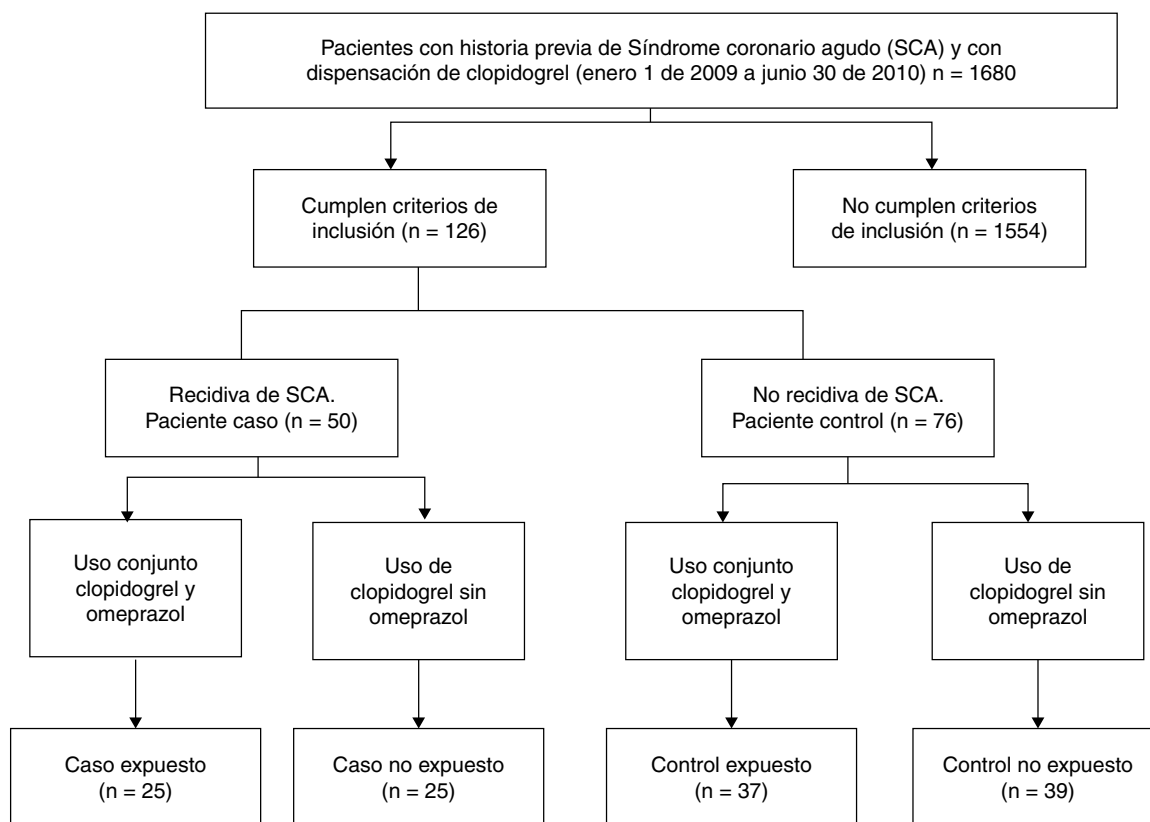 Pacientes con historia previa de Síndrome coronario agudo (SCA) y con
dispensación de clopidogrel (enero 1 de 2009 a junio 30 de 2010) n = 1680
Cumplen criterios de
inclusión (n = 126)
No cumplen criterios
de inclusión (n = 1554)
Recidiva de SCA.
Paciente caso (n = 50)
No recidiva de SCA.
Paciente control (n = 76)
Uso conjunto
clopidogrel y
omeprazol
Uso de
clopidogrel sin
omeprazol
Uso conjunto
clopidogrel y
omeprazol
Uso de
clopidogrel sin
omeprazol
Caso expuesto
(n = 25)
Caso no expuesto
(n = 25)
Control expuesto
(n = 37)
Control no expuesto
(n = 39)